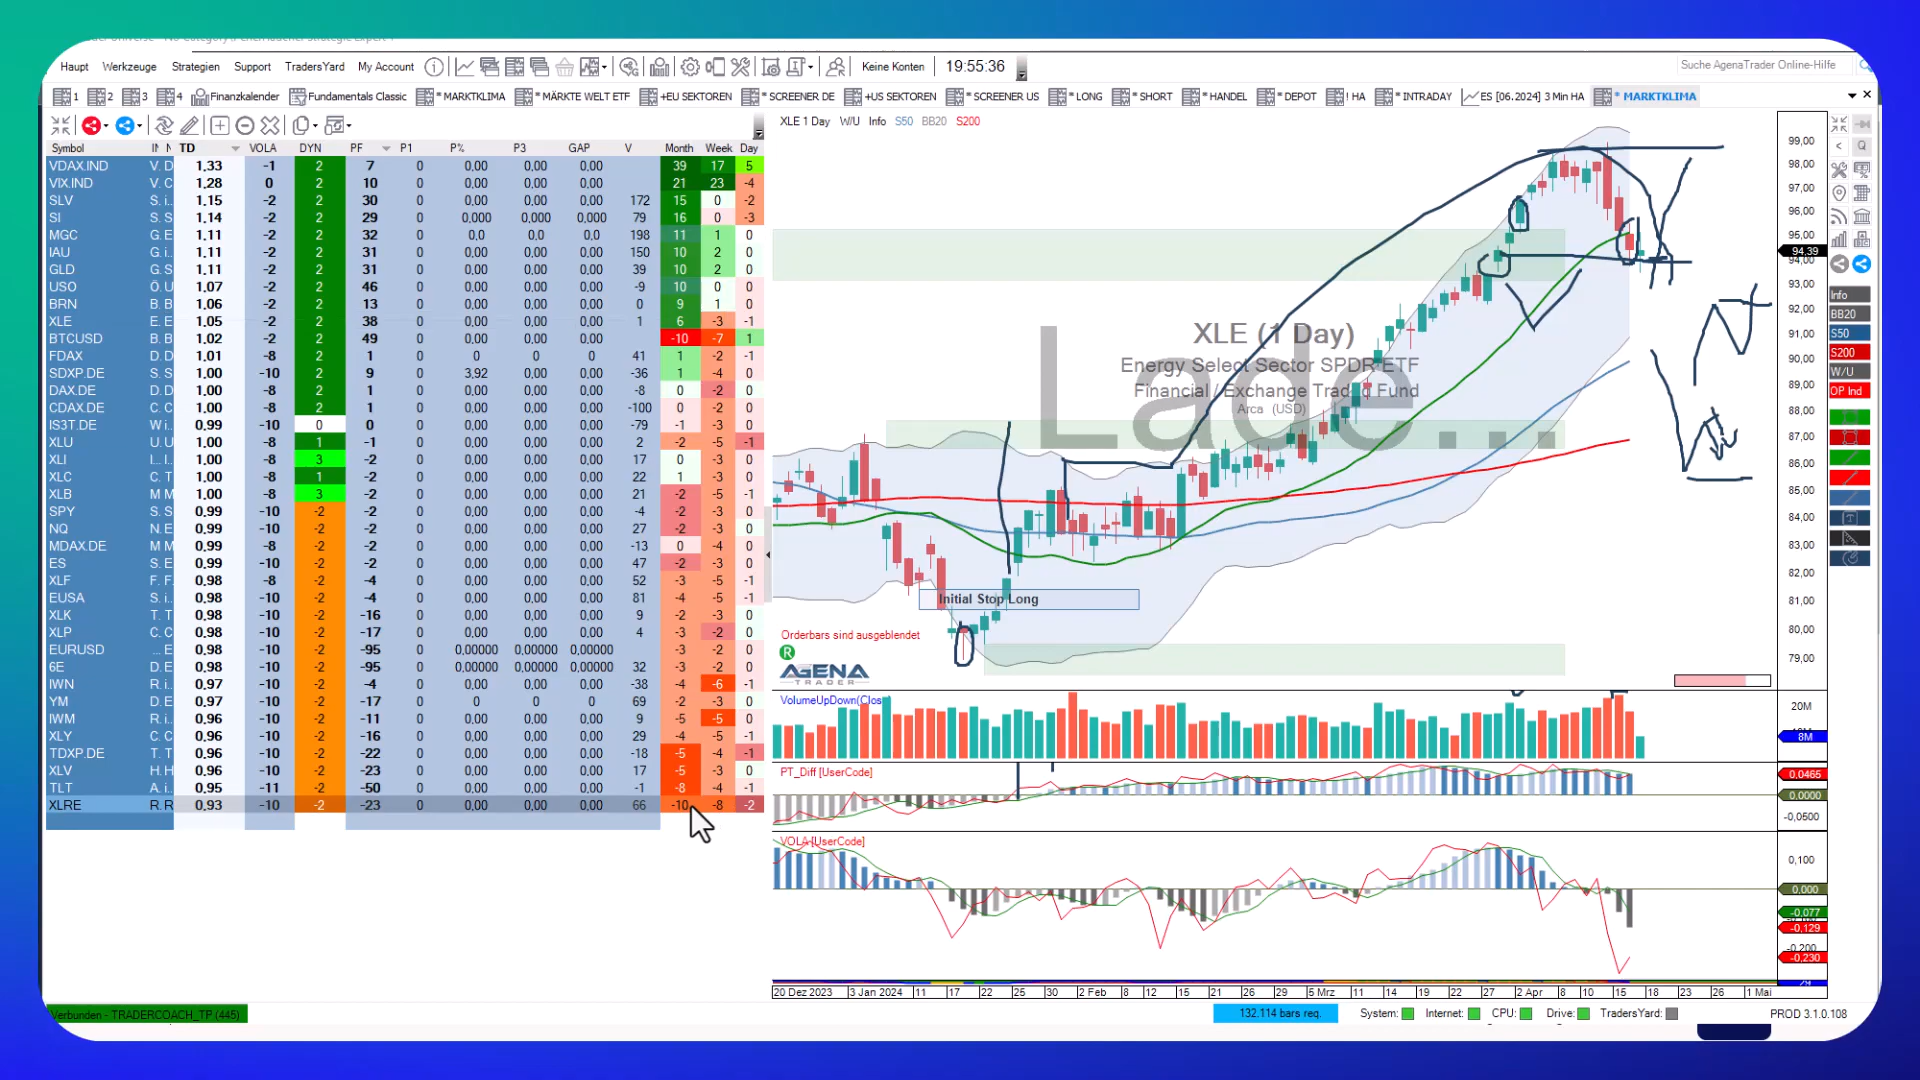 Haupt Werkzeuge Strategien Support TradersYard My Account Keine Konten 19:55:36 Suche AgenaTrader Online-Hilfe
1 2 3 4 Finanzkalender Fundamentals Classic * MARKTKLIMA * MÄRKTE WELT ETF +EU SEKTOREN * SCREENER DE +US SEKTOREN * SCREENER US * LONG * SHORT * HANDEL * DEPOT ! HA * INTRADAY ES [06.2024] 3 Min HA * MARKTKLIMA
Symbol TD VOLA DYN PF P1 P% P3 GAP V Month Week Day
VDAX.IND V. D 1,33 -1 2 7 0 0,00 0,00 0,00 39 17 5
VIX.IND V. C 1,28 0 2 10 0 0,00 0,00 0,00 21 23 -4
SLV S. i.. 1,15 -2 2 30 0 0,00 0,00 0,00 172 15 0 -2
SI S. S 1,14 -2 2 29 0 0,000 0,000 0,000 79 16 0 -3
MGC G. E 1,11 -2 2 32 0 0,0 0,0 0,0 198 11 1 0
IAU G. i.. 1,11 -2 2 31 0 0,00 0,00 0,00 150 10 2 0
GLD G. S 1,11 -2 2 31 0 0,00 0,00 0,00 39 10 2 0
USO Ö. U 1,07 -2 2 46 0 0,00 0,00 0,00 -9 10 0 0
BRN B. B 1,06 -2 2 13 0 0,00 0,00 0,00 0 9 1 0
XLE E. E 1,05 -2 2 38 0 0,00 0,00 0,00 1 6 -3 -1
BTCUSD B. B 1,02 -2 2 49 0 0,00 0,00 0,00 -10 -7 1
FDAX D. D 1,01 -8 2 1 0 0 0 0 41 1 -2 -1
SDXP.DE S. S 1,00 -10 2 9 0 3,92 0,00 0,00 -36 1 -4 0
DAX.DE D. D 1,00 -8 2 1 0 0,00 0,00 0,00 -8 0 -2 0
CDAX.DE C. C 1,00 -8 2 1 0 0,00 0,00 0,00 -100 0 -2 0
IS3T.DE W i.. 0,99 -10 0 0 0 0,00 0,00 0,00 -79 -1 -3 0
XLU U. U 1,00 -8 1 -1 0 0,00 0,00 0,00 2 -2 -5 -1
XLI I... I.. 1,00 -8 3 -2 0 0,00 0,00 0,00 17 0 -3 0
XLC C. T 1,00 -8 1 -2 0 0,00 0,00 0,00 22 1 -3 0
XLB M M 1,00 -8 3 -2 0 0,00 0,00 0,00 21 -2 -5 -1
SPY S. S 0,99 -10 -2 -2 0 0,00 0,00 0,00 -4 -2 -3 0
NQ N. E 0,99 -10 -2 -2 0 0,00 0,00 0,00 27 -2 -3 0
MDAX.DE M M 0,99 -8 -2 -2 0 0,00 0,00 0,00 -13 0 -4 0
ES S. E 0,99 -10 -2 -2 0 0,00 0,00 0,00 47 -2 -3 0
XLF F. F. 0,98 -8 -2 -4 0 0,00 0,00 0,00 52 -3 -5 -1
EUSA S. i.. 0,98 -10 -2 -4 0 0,00 0,00 0,00 81 -4 -5 -1
XLK T. T 0,98 -10 -2 -16 0 0,00 0,00 0,00 9 -2 -3 0
XLP C. C 0,98 -10 -2 -17 0 0,00 0,00 0,00 4 -3 -2 0
EURUSD ... E 0,98 -10 -2 -95 0 0,00000 0,00 0,00000 -3 -2 0
6E D. E 0,98 -10 -2 -95 0 0,00000 0,00 0,00000 32 -3 -2 0
IWN R. i.. 0,97 -10 -2 -4 0 0,00 0,00 0,00 -38 -4 -6 -1
YM D. E 0,97 -10 -2 -17 0 0 0,00 0 69 -2 -3 0
IWM R. i.. 0,96 -10 -2 -11 0 0,00 0,00 0,00 9 -5 -5 0
XLY C. C 0,96 -10 -2 -16 0 0,00 0,00 0,00 29 -4 -5 -1
TDXP.DE T. T 0,96 -10 -2 -22 0 0,00 0,00 0,00 -18 -5 -4 -1
XLV H. H 0,96 -10 -2 -23 0 0,00 0,00 0,00 17 -5 -3 0
TLT A. i.. 0,95 -11 -2 -50 0 0,00 0,00 0,00 -1 -8 -4 -1
XLRE R. R 0,93 -10 -2 -23 0 0,00 0,00 0,00 66 -10 -8 -2
XLE 1 Day W/U Info S50 BB20 S200
XLE (1 Day)
Energy Select Sector SPDR ETF
Financial / Exchange Traded Fund
Arca (USD)
Lade...
Initial Stop Long
Orderbars sind ausgeblendet
R
AGENA
TRADER
99,00
98,00
97,00
96,00
95,00
94,39
94,00
93,00
92,00
91,00
90,00
89,00
88,00
87,00
86,00
85,00
84,00
83,00
82,00
81,00
80,00
79,00
Info
BB20
S50
S200
W/U
OP Ind
VolumeUpDown(Clos
20M
8M
PT_Diff [UserCode]
0,0465
0,0000
-0,0500
VOLA [UserCode]
0,100
0,000
-0,077
-0,129
-0,200
-0,230
20 Dez 2023 3 Jan 2024 11 17 22 25 30 2 Feb 8 12 15 21 26 29 5 Mrz 11 14 19 22 27 2 Apr 8 10 15 18 23 26 1 Mai
Verbunden - TRADERCOACH_TP (445) 132.114 bars req. System: Internet: CPU: Drive: TradersYard: PROD 3.1.0.108